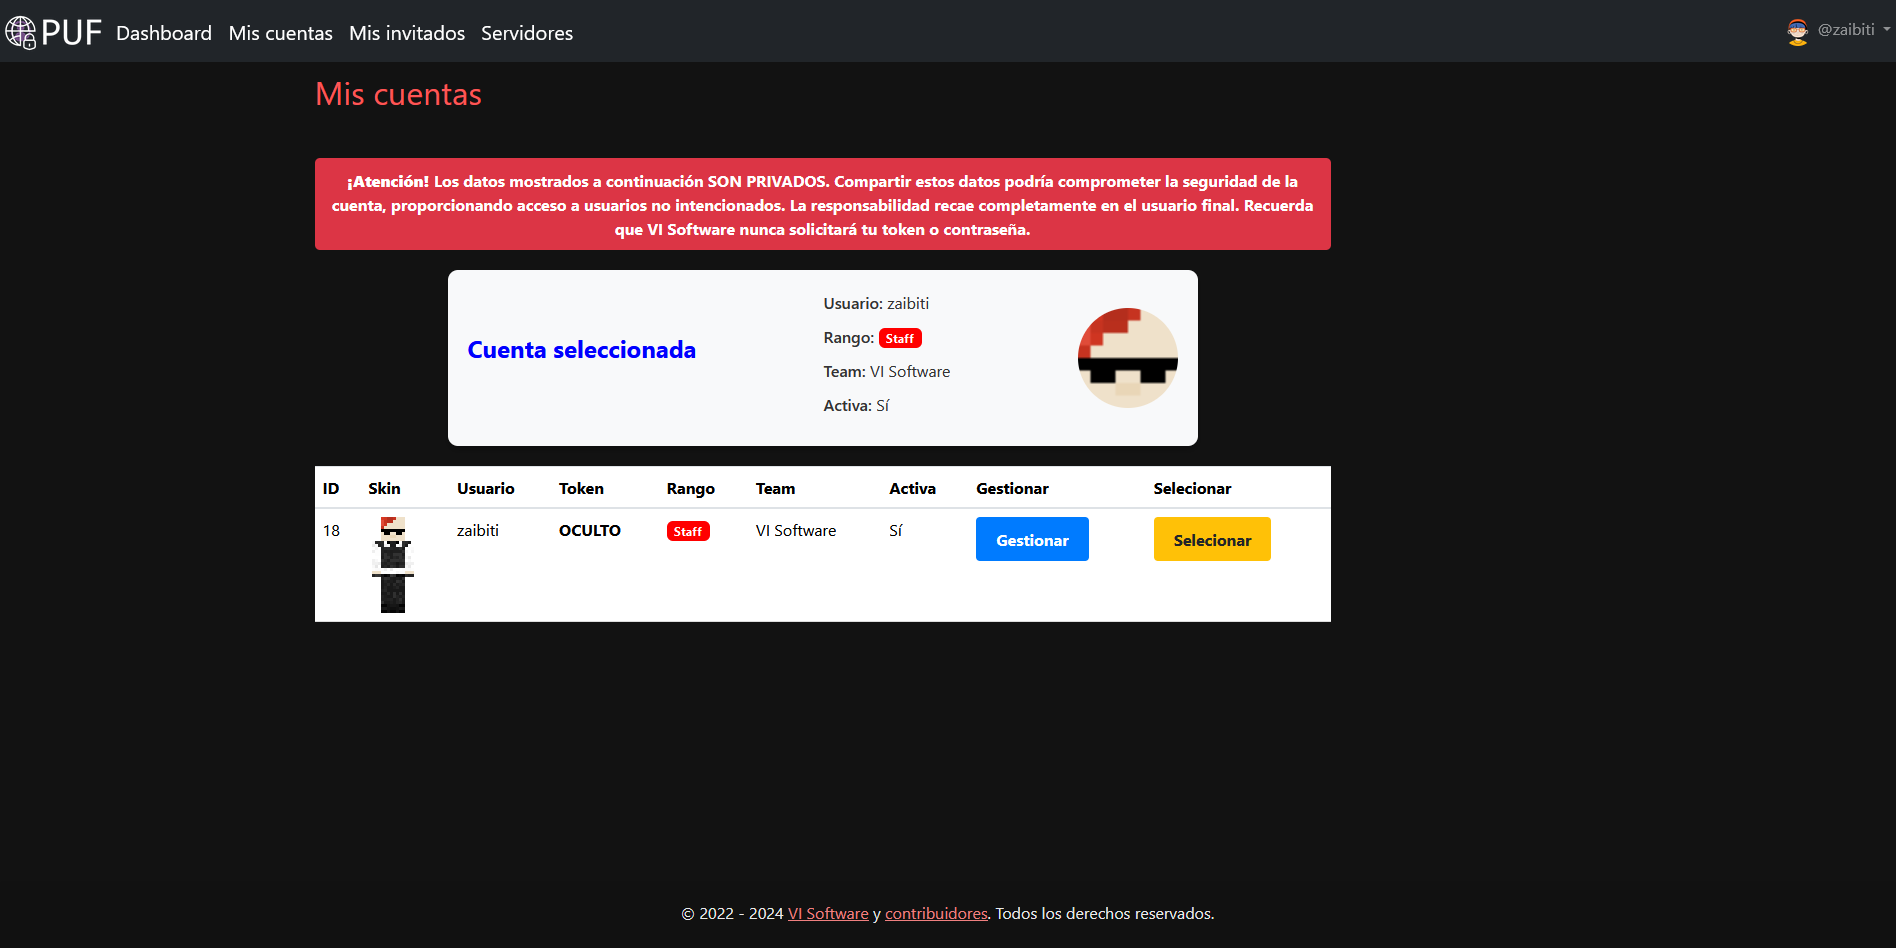 PUF Dashboard Mis cuentas Mis invitados Servidores @zaibiti
Mis cuentas
¡Atención! Los datos mostrados a continuación SON PRIVADOS. Compartir estos datos podría comprometer la seguridad de la
cuenta, proporcionando acceso a usuarios no intencionados. La responsabilidad recae completamente en el usuario final. Recuerda
que VI Software nunca solicitará tu token o contraseña.
Cuenta seleccionada
Usuario: zaibiti
Rango: Staff
Team: VI Software
Activa: Sí
ID Skin Usuario Token Rango Team Activa Gestionar Selecionar
18 zaibiti OCULTO Staff VI Software Sí Gestionar Selecionar
© 2022 - 2024 VI Software y contribuidores. Todos los derechos reservados.